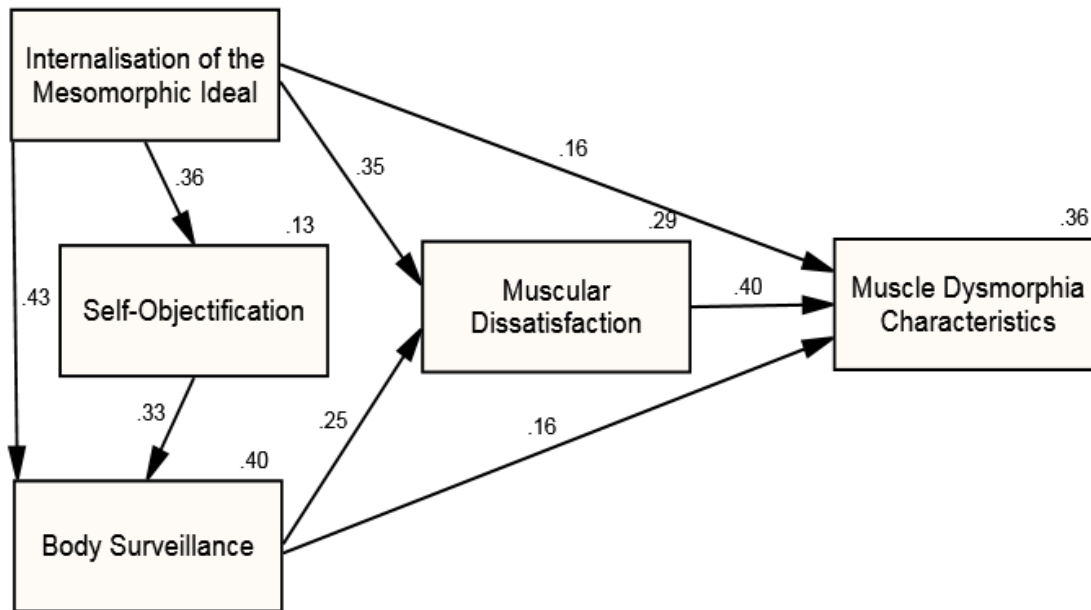 Internalisation of the
Mesomorphic Ideal
.16
.35
.36
.13
.29
.36
.43
Self-Objectification
Muscular
Dissatisfaction
.40
Muscle Dysmorphia
Characteristics
.33
.25
.16
.40
Body Surveillance